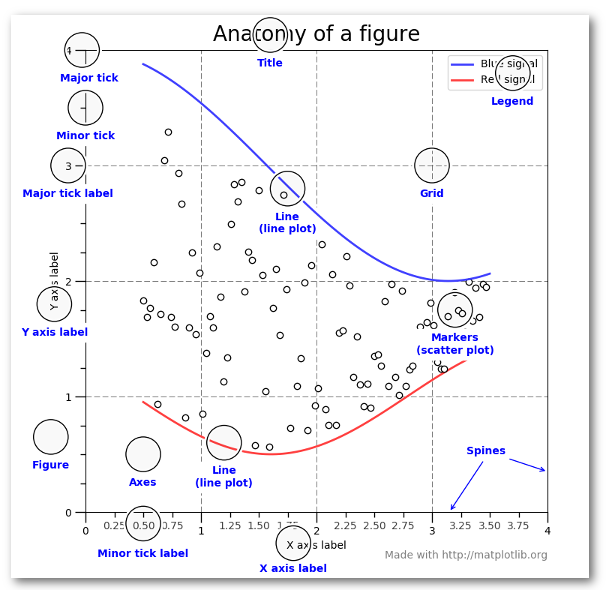 Anatomy of a figure
Title
Blue signal
Red signal
Legend
4
Major tick
Minor tick
3
Major tick label
Grid
Line
(line plot)
2
Y axis label
Y axis label
Markers
(scatter plot)
1
Figure
Axes
Line
(line plot)
Spines
0
0 0.25 0.50 0.75 1 1.25 1.50 1.75 2 2.25 2.50 2.75 3 3.25 3.50 3.75 4
Minor tick label
X axis label
X axis label
Made with http://matplotlib.org